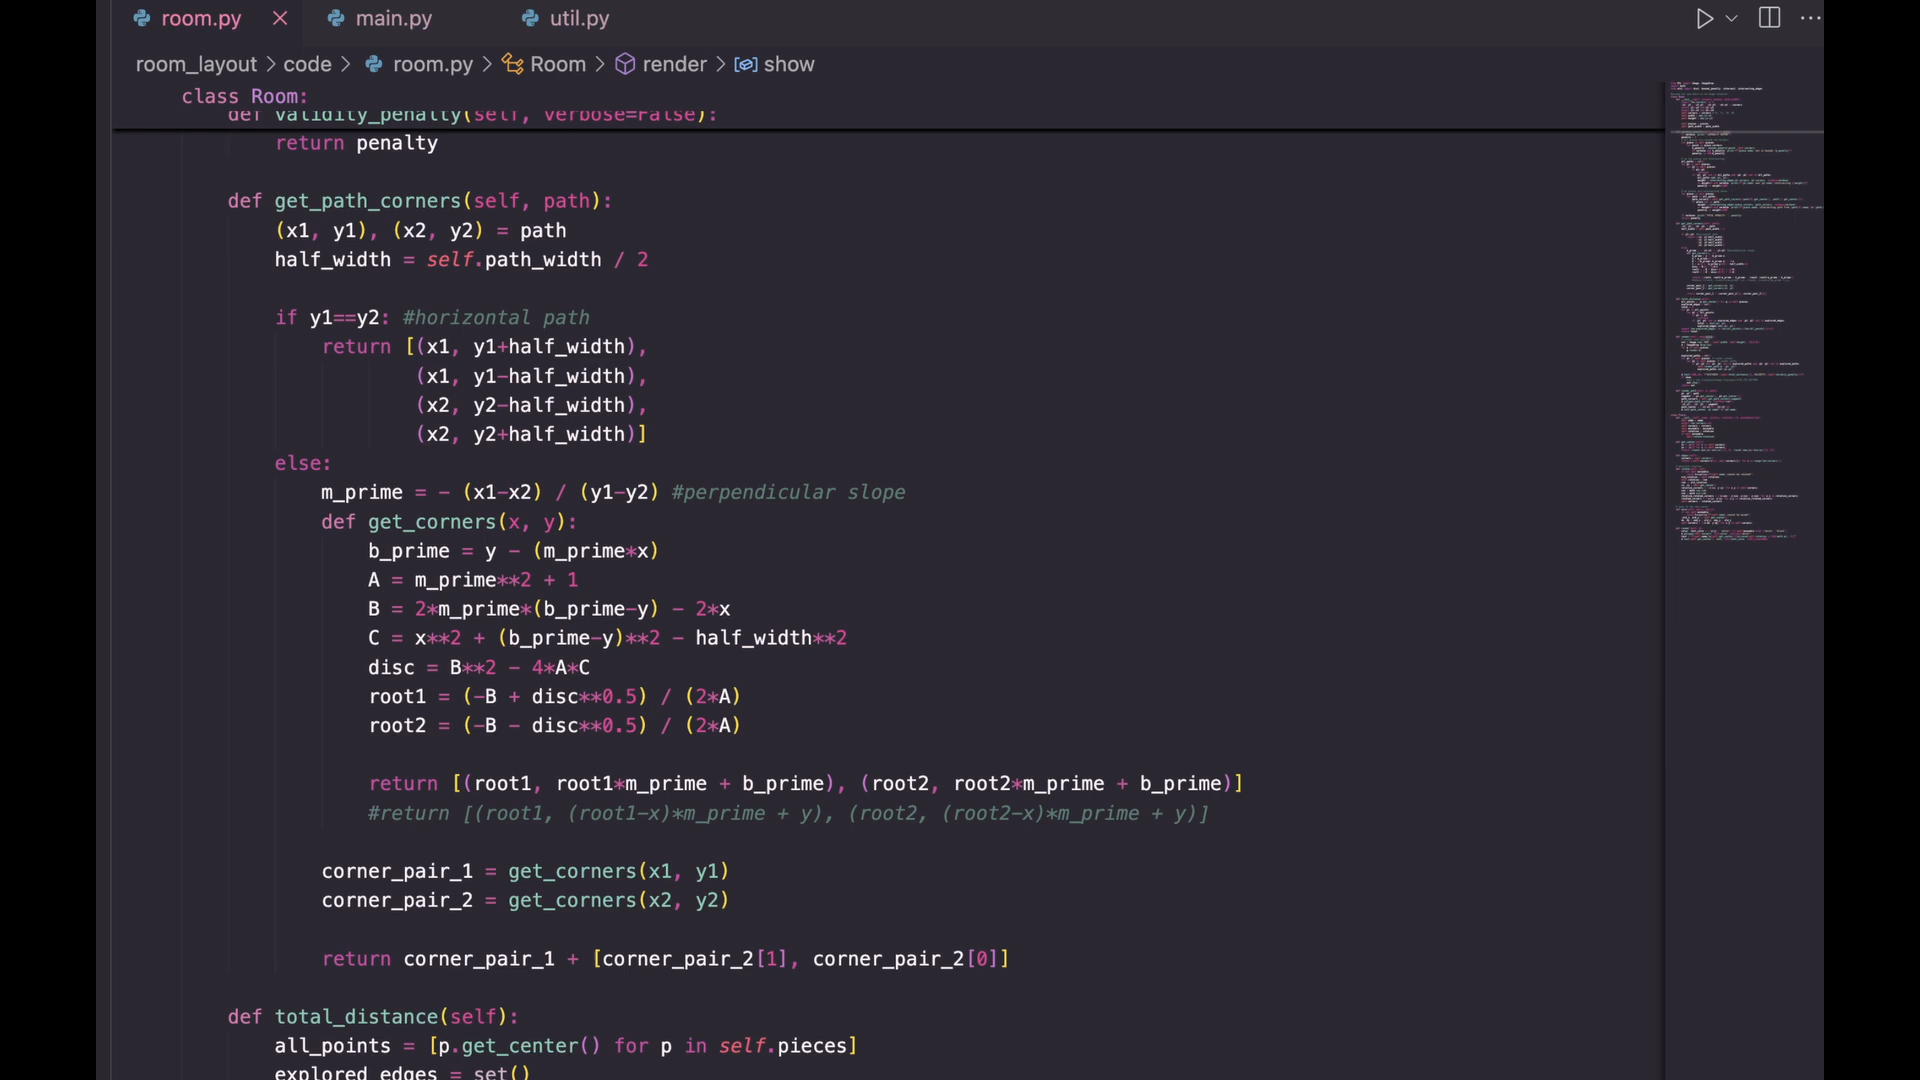 room.py
main.py
util.py
room_layout > code > room.py > Room > render > show
class Room:
def validity_penalty(self, verbose=False):
return penalty
def get_path_corners(self, path):
(x1, y1), (x2, y2) = path
half_width = self.path_width / 2
if y1==y2: #horizontal path
return [(x1, y1+half_width),
(x1, y1-half_width),
(x2, y2-half_width),
(x2, y2+half_width)]
else:
m_prime = - (x1-x2) / (y1-y2) #perpendicular slope
def get_corners(x, y):
b_prime = y - (m_prime*x)
A = m_prime**2 + 1
B = 2*m_prime*(b_prime-y) - 2*x
C = x**2 + (b_prime-y)**2 - half_width**2
disc = B**2 - 4*A*C
root1 = (-B + disc**0.5) / (2*A)
root2 = (-B - disc**0.5) / (2*A)
return [(root1, root1*m_prime + b_prime), (root2, root2*m_prime + b_prime)]
#return [(root1, (root1-x)*m_prime + y), (root2, (root2-x)*m_prime + y)]
corner_pair_1 = get_corners(x1, y1)
corner_pair_2 = get_corners(x2, y2)
return corner_pair_1 + [corner_pair_2[1], corner_pair_2[0]]
def total_distance(self):
all_points = [p.get_center() for p in self.pieces]
explored_edges = set()